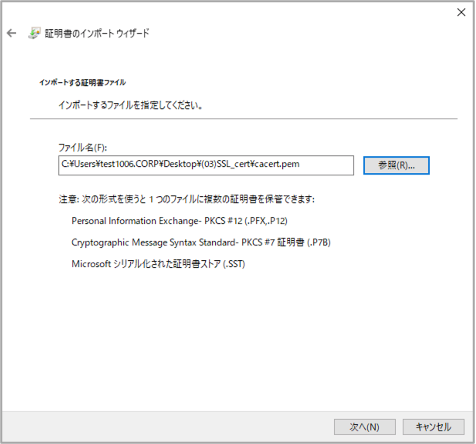 証明書のインポート ウィザード
インポートする証明書ファイル
インポートするファイルを指定してください。
ファイル名(F):
C:¥Users¥test1006.CORP¥Desktop¥(03)SSL_cert¥cacert.pem
参照(R)...
注意: 次の形式を使うと 1 つのファイルに複数の証明書を保管できます:
Personal Information Exchange- PKCS #12 (.PFX,.P12)
Cryptographic Message Syntax Standard- PKCS #7 証明書 (.P7B)
Microsoft シリアル化された証明書ストア (.SST)
次へ(N)
キャンセル